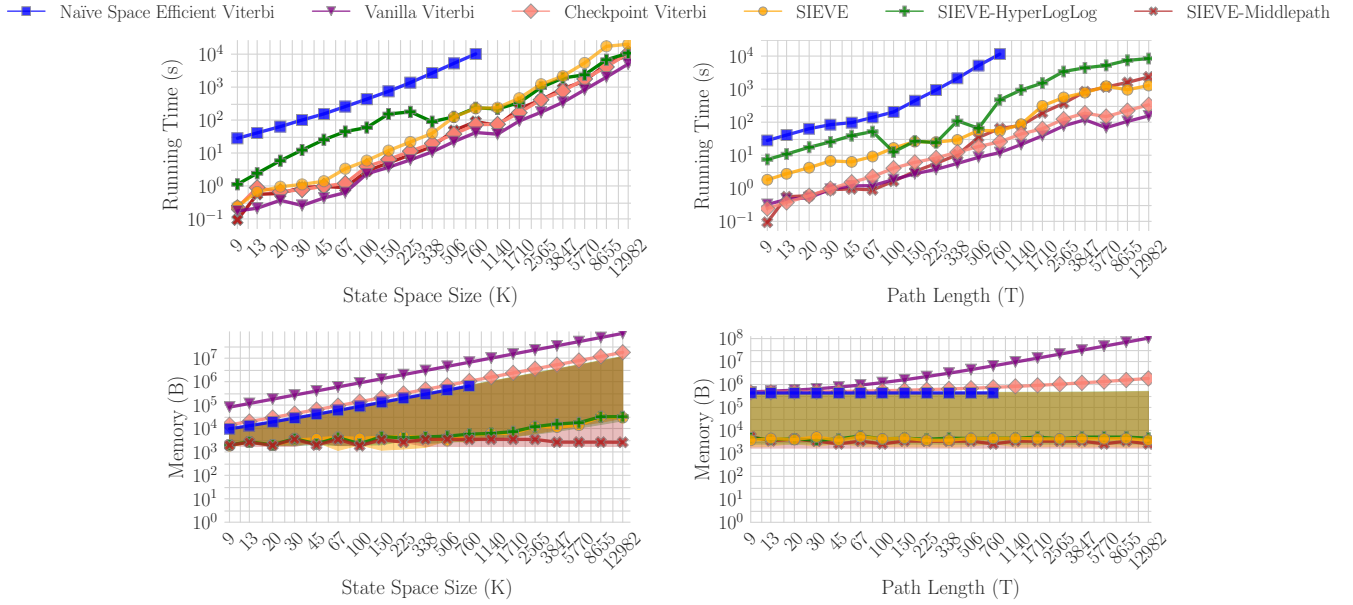 Naïve Space Efficient Viterbi Vanilla Viterbi Checkpoint Viterbi SIEVE SIEVE-HyperLogLog SIEVE-Middlepath
Running Time (s)
10^4
10^3
10^2
10^1
10^0
10^−1
9 13 20 30 45 67 100 150 225 338 506 760 1140 1710 2565 3847 5770 8655 12982
State Space Size (K)
Running Time (s)
10^4
10^3
10^2
10^1
10^0
10^−1
9 13 20 30 45 67 100 150 225 338 506 760 1140 1710 2565 3847 5770 8655 12982
Path Length (T)
Memory (B)
10^7
10^6
10^5
10^4
10^3
10^2
10^1
10^0
9 13 20 30 45 67 100 150 225 338 506 760 1140 1710 2565 3847 5770 8655 12982
State Space Size (K)
Memory (B)
10^8
10^7
10^6
10^5
10^4
10^3
10^2
10^1
10^0
9 13 20 30 45 67 100 150 225 338 506 760 1140 1710 2565 3847 5770 8655 12982
Path Length (T)